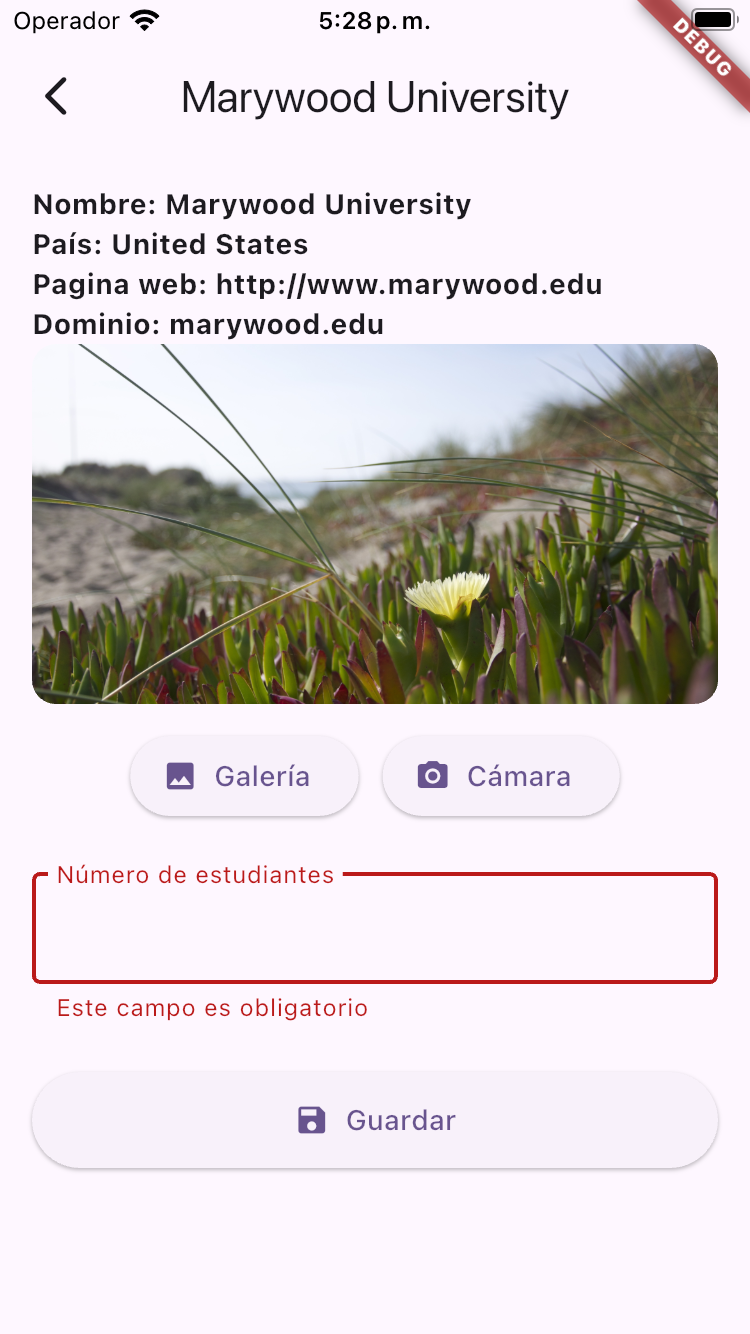 Operador 5:28 p. m.
DEBUG
Marywood University
Nombre: Marywood University
País: United States
Pagina web: http://www.marywood.edu
Dominio: marywood.edu
Galería Cámara
Número de estudiantes
Este campo es obligatorio
Guardar